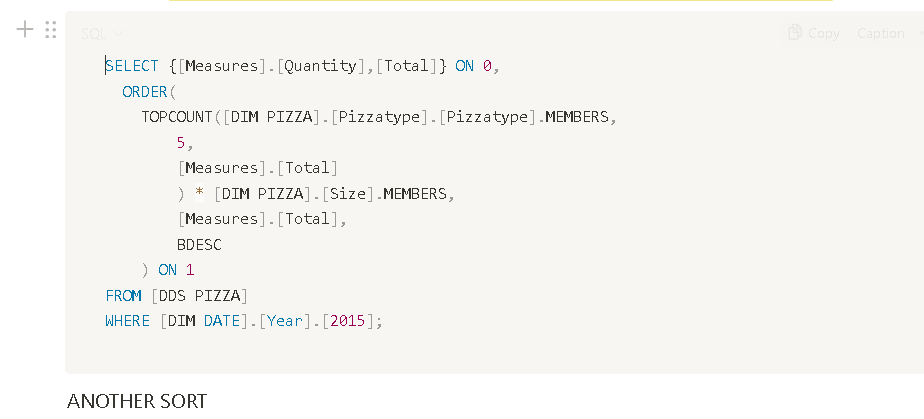 SQL
Copy Caption
SELECT {[Measures].[Quantity],[Total]} ON 0,
ORDER(
TOPCOUNT([DIM PIZZA].[Pizzatype].[Pizzatype].MEMBERS,
5,
[Measures].[Total]
) * [DIM PIZZA].[Size].MEMBERS,
[Measures].[Total],
BDESC
) ON 1
FROM [DDS PIZZA]
WHERE [DIM DATE].[Year].[2015];
ANOTHER SORT